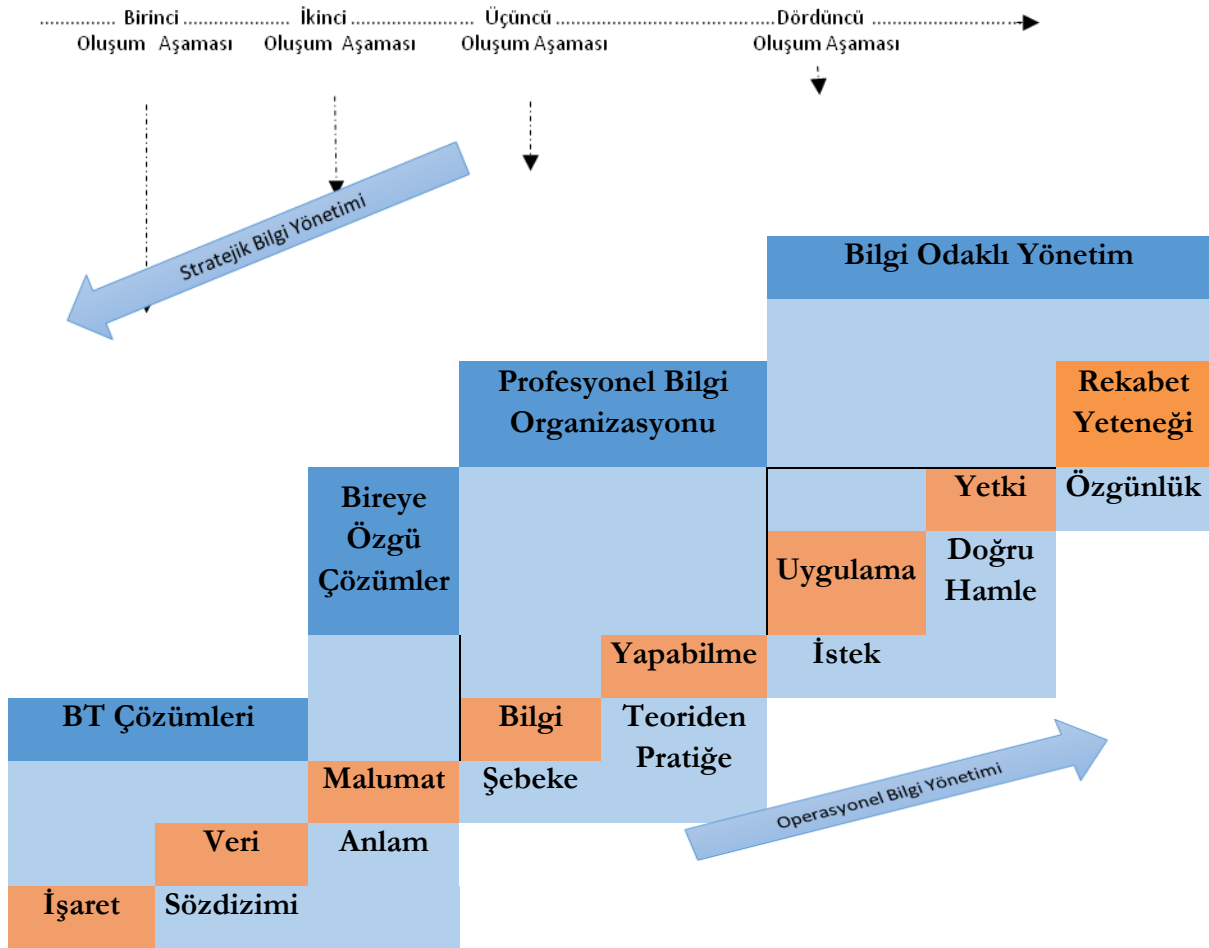 Birinci İkinci Üçüncü Dördüncü
Oluşum Aşaması Oluşum Aşaması Oluşum Aşaması Oluşum Aşaması
Stratejik Bilgi Yönetimi
Bilgi Odaklı Yönetim
Profesyonel Bilgi
Organizasyonu
Rekabet
Yeteneği
Bireye
Özgü
Çözümler
Yetki
Özgünlük
Uygulama
Doğru
Hamle
Yapabilme
İstek
BT Çözümleri
Bilgi
Teoriden
Pratiğe
Malumat
Şebeke
Operasyonel Bilgi Yönetimi
Veri
Anlam
İşaret
Sözdizimi